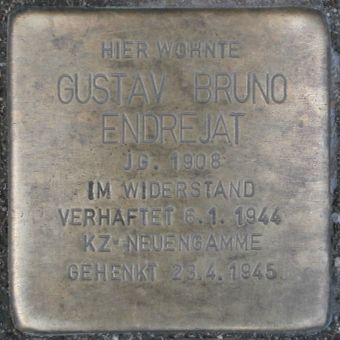 HIER WOHNTE
GUSTAV BRUNO
ENDREJAT
JG. 1908
IM WIDERSTAND
VERHAFTET 6.1.1944
KZ-NEUENGAMME
GEHENKT 23.4.1945